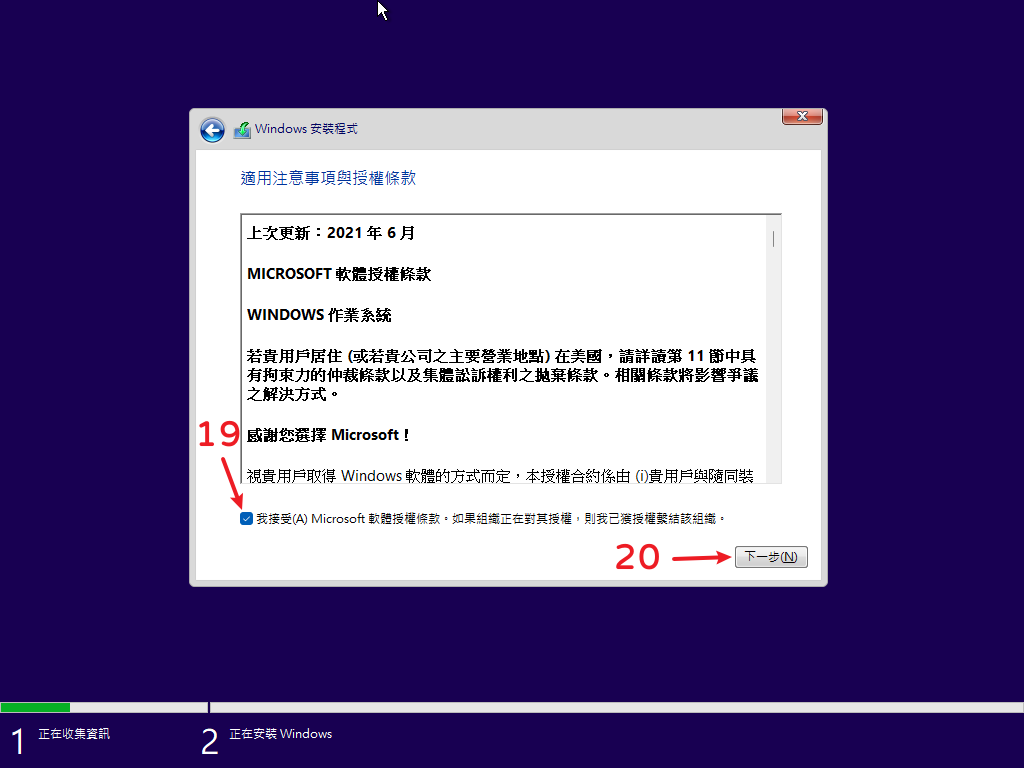 Windows 安裝程式
適用注意事項與授權條款
上次更新：2021 年 6 月
MICROSOFT 軟體授權條款
WINDOWS 作業系統
若貴用戶居住 (或若貴公司之主要營業地點) 在美國，請詳讀第 11 節中具
有拘束力的仲裁條款以及集體訟訴權利之拋棄條款。相關條款將影響爭議
之解決方式。
感謝您選擇 Microsoft！
視貴用戶取得 Windows 軟體的方式而定，本授權合約係由 (i)貴用戶與隨同裝
19
我接受(A) Microsoft 軟體授權條款。如果組織正在對其授權，則我已獲授權繫結該組織。
20
下一步(N)
1 正在收集資訊
2 正在安裝 Windows